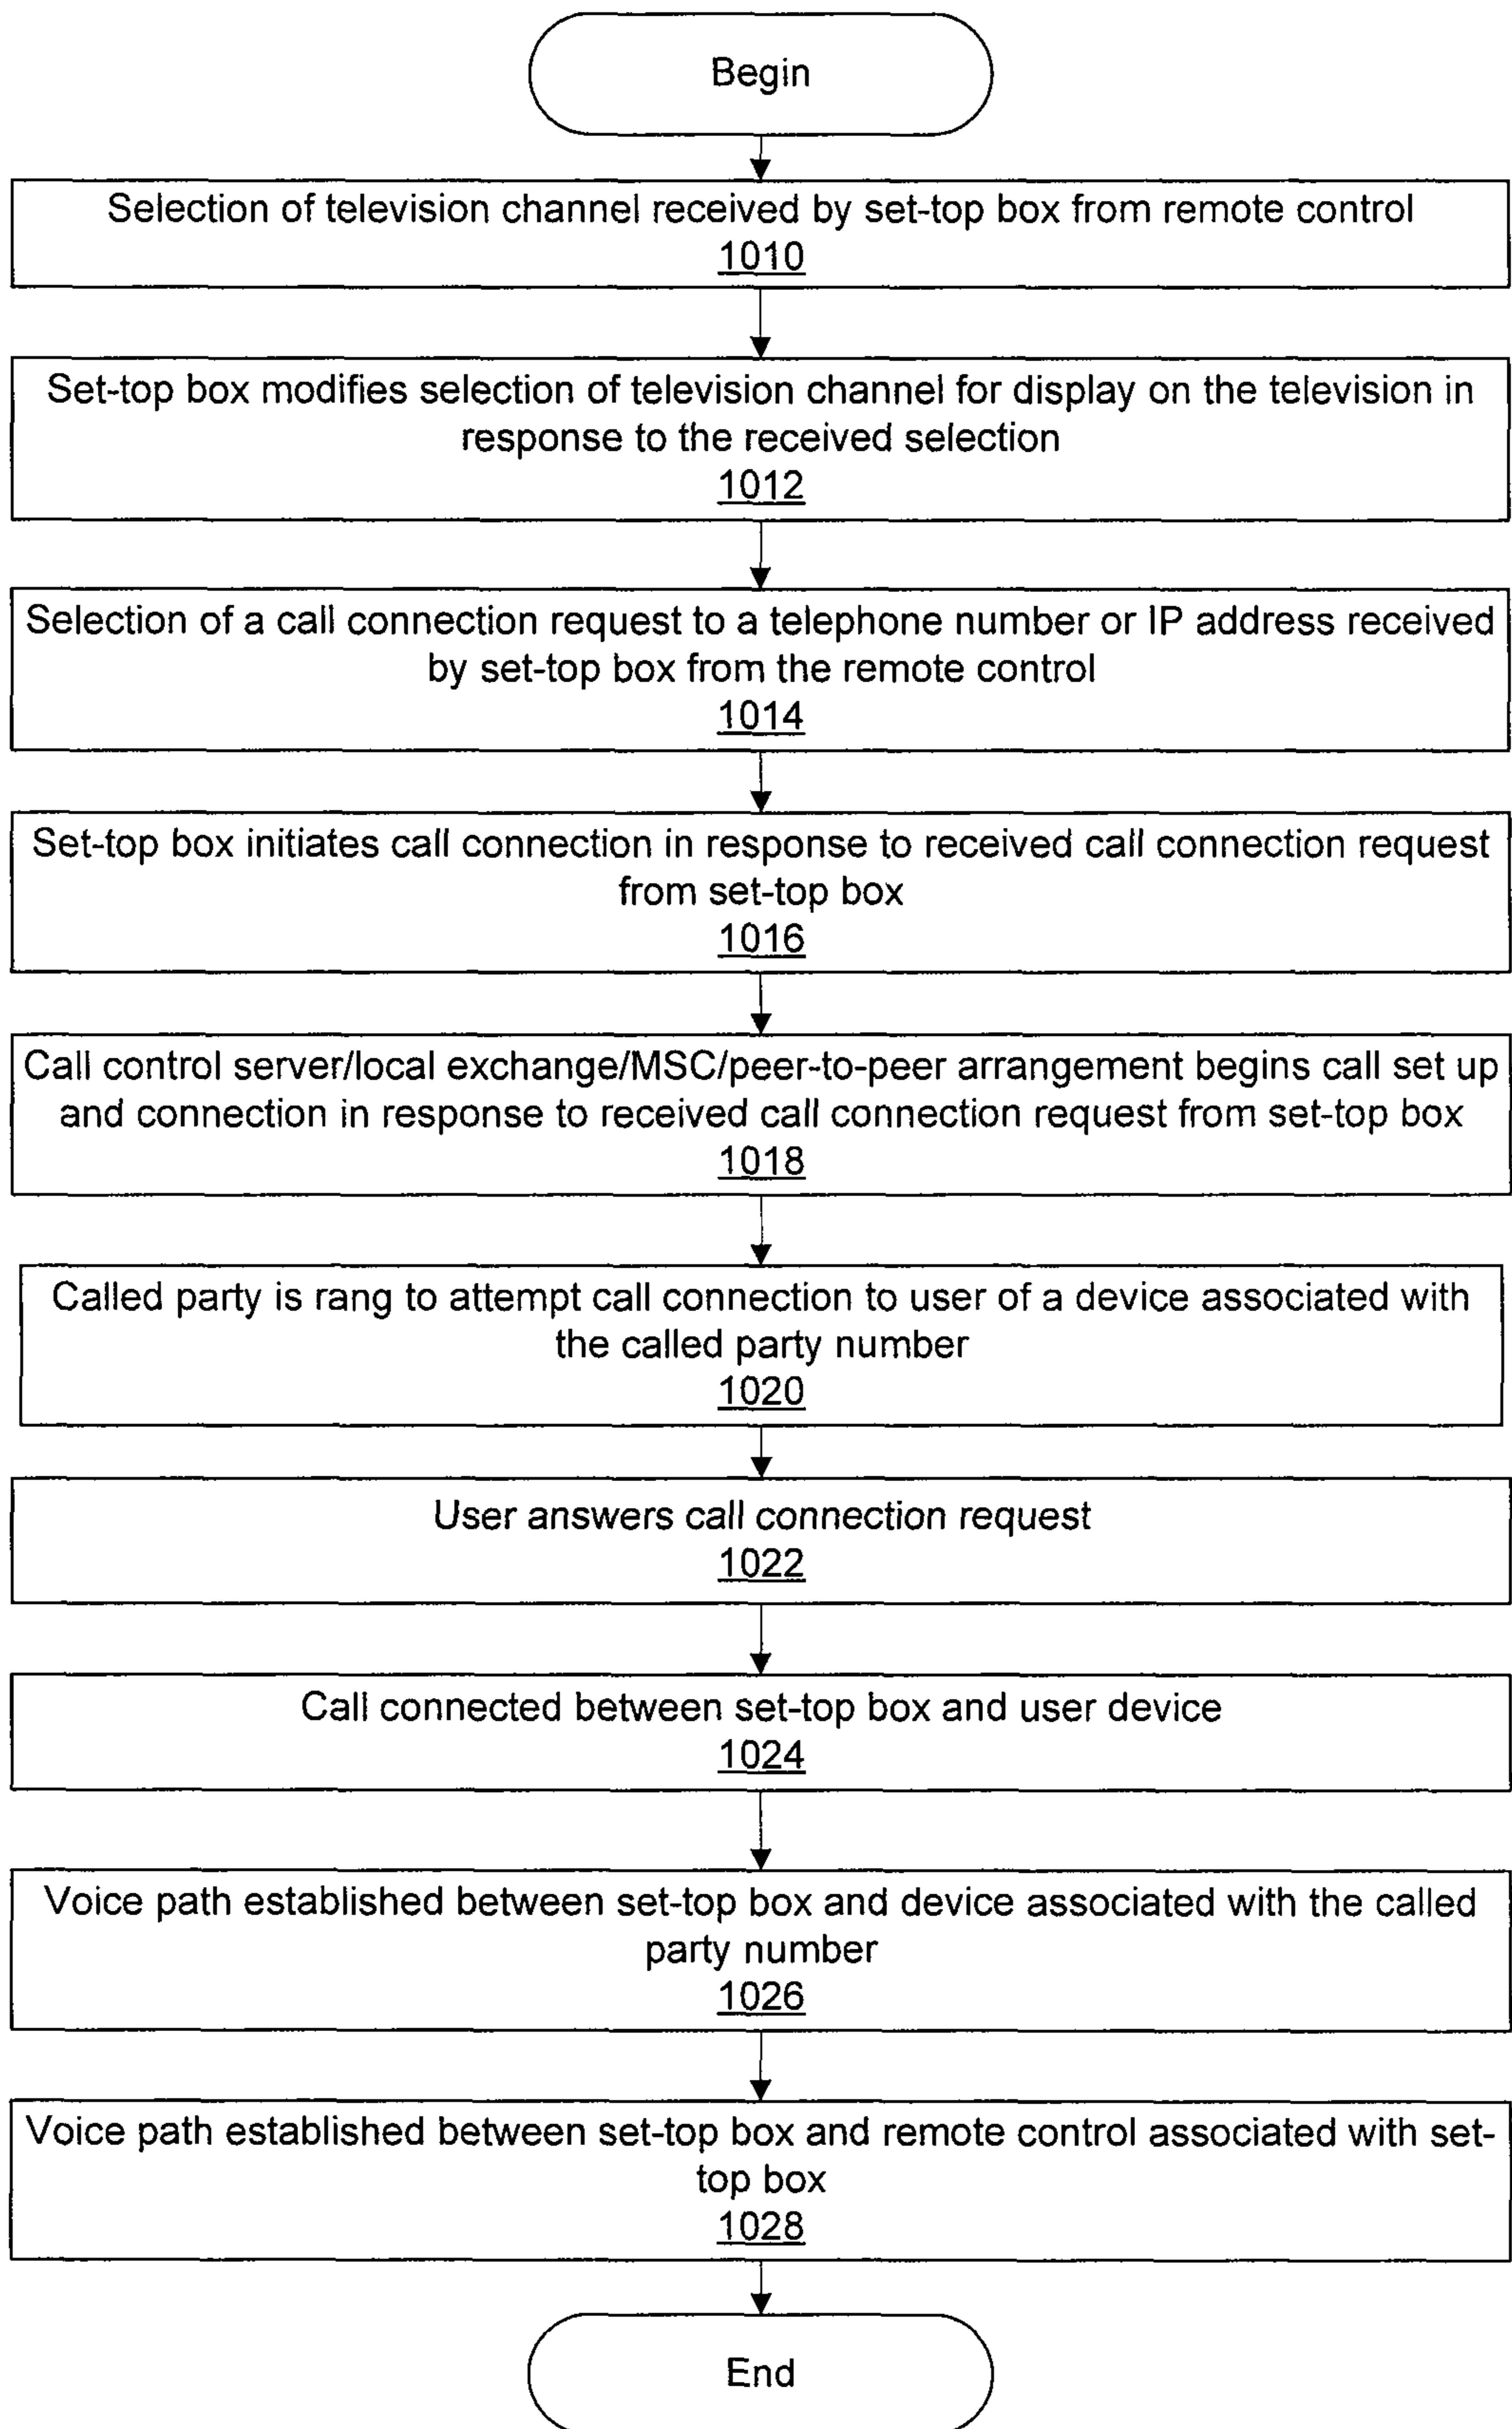 Begin
Selection of television channel received by set-top box from remote control
1010
Set-top box modifies selection of television channel for display on the television in
response to the received selection
1012
Selection of a call connection request to a telephone number or IP address received
by set-top box from the remote control
1014
Set-top box initiates call connection in response to received call connection request
from set-top box
1016
Call control server/local exchange/MSC/peer-to-peer arrangement begins call set up
and connection in response to received call connection request from set-top box
1018
Called party is rang to attempt call connection to user of a device associated with
the called party number
1020
User answers call connection request
1022
Call connected between set-top box and user device
1024
Voice path established between set-top box and device associated with the called
party number
1026
Voice path established between set-top box and remote control associated with set-
top box
1028
End